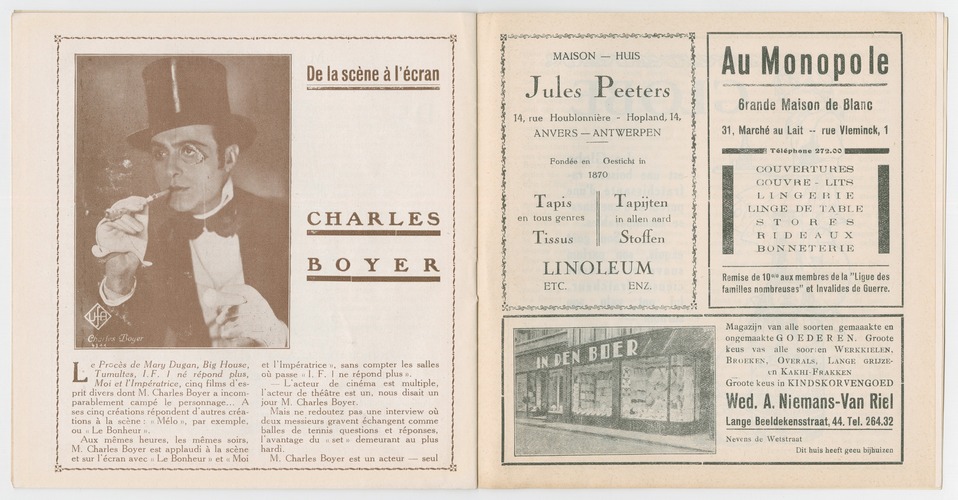 De la scène à l'écran
CHARLES
BOYER
UFA
Charles Boyer
Le Procès de Mary Dugan, Big House,
Tumultes, I.F. 1 né répond plus,
Moi et l'Impératrice, cinq films d'es-
prit divers dont M. Charles Boyer a incom-
parablement campé le personnage... A
ses cinq créations répondent d'autres créa-
tions à la scène : « Mélo », par exemple,
ou « Le Bonheur ».
Aux mêmes heures, les mêmes soirs,
M. Charles Boyer est applaudi à la scène
et sur l'écran avec « Le Bonheur » et « Moi
et l'Impératrice », sans compter les salles
où passe « I. F. 1 né répond plus ».
— L'acteur de cinéma est multiple,
l'acteur de théâtre est un, nous disait un
jour M. Charles Boyer.
Mais ne redoutez pas une interview où
deux messieurs gravent échangent comme
balles de tennis questions et réponses,
l'avantage du « set » demeurant au plus
hardi.
M. Charles Boyer est un acteur — seul
MAISON — HUIS
Jules Peeters
14, rue Houblonnière - Hopland, 14,
ANVERS — ANTWERPEN
Fondée en Gesticht in
1870
Tapis Tapijten
en tous genres in allen aard
Tissus Stoffen
LINOLEUM
ETC. ENZ.
Au Monopole
Grande Maison de Blanc
31, Marché au Lait -- rue Vleminck, 1
Téléphone 272.00
COUVERTURES
COUVRE - LITS
LINGERIE
LINGE DE TABLE
STORES
RIDEAUX
BONNETERIE
Remise de 10% aux membres de la "Ligue des
familles nombreuses" et Invalides de Guerre.
IN DEN BOER
Magazijn van alle soorten gemaaakte en
ongemaakte GOEDEREN. Groote
keus van alle soorten WERKKIELEN,
BROEKEN, OVERALS, LANGE GRIJZE-
en KAKHI-FRAKKEN
Groote keus in KINDSKORVENGOED
Wed. A. Niemans-Van Riel
Lange Beeldekensstraat, 44. Tel. 264.32
Nevens de Wetstraat
Dit huis heeft geen bijhuizen